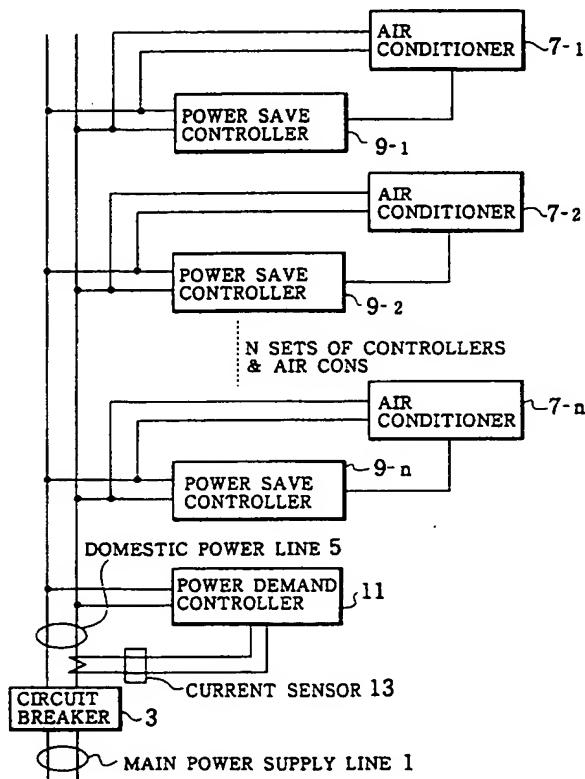 AIR
CONDITIONER
7-1
POWER SAVE
CONTROLLER
9-1
AIR
CONDITIONER
7-2
POWER SAVE
CONTROLLER
9-2
N SETS OF CONTROLLERS
& AIR CONS
AIR
CONDITIONER
7-n
9-n
POWER SAVE
CONTROLLER
DOMESTIC POWER LINE 5
POWER DEMAND
CONTROLLER
11
CURRENT SENSOR 13
CIRCUIT
BREAKER
3
MAIN POWER SUPPLY LINE 1